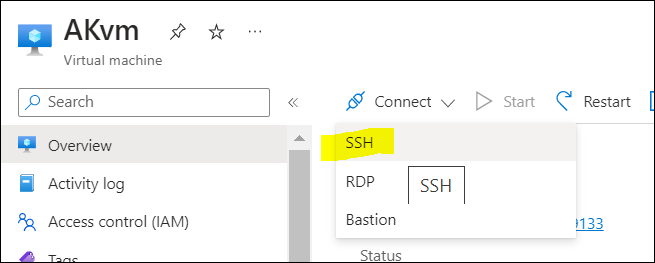 AKvm
Virtual machine
Search
Connect
Start
Restart
Overview
SSH
Activity log
RDP
SSH
Access control (IAM)
Bastion
9133
Tags
Status